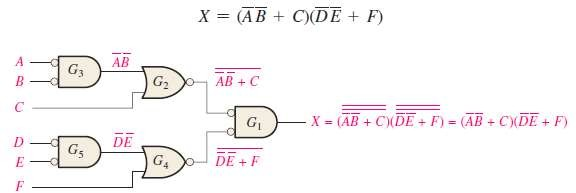 X = (A̅B̅ + C)(D̅E̅ + F)
A
B
G₃
A̅B̅
C
G₂
A̿B̿ ̅+̅ ̅C̅
G₁
X = (A̅B̅ + C)(D̅E̅ + F) = (A̅B̅ + C)(D̅E̅ + F)
D
E
G₅
D̅E̅
F
G₄
D̿E̿ ̅+̅ ̅F̅